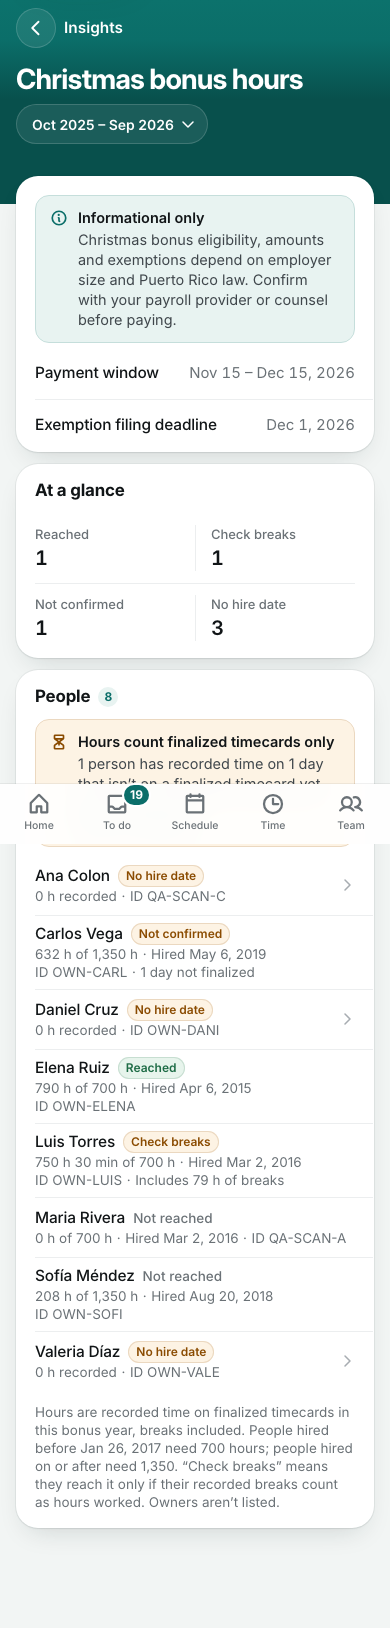 Insights
Christmas bonus hours
Oct 2025 – Sep 2026
Informational only
Christmas bonus eligibility, amounts
and exemptions depend on employer
size and Puerto Rico law. Confirm
with your payroll provider or counsel
before paying.
Payment window Nov 15 – Dec 15, 2026
Exemption filing deadline Dec 1, 2026
At a glance
Reached Check breaks
1 1
Not confirmed No hire date
1 3
People 8
Hours count finalized timecards only
1 person has recorded time on 1 day
that isn't on a finalized timecard yet.
19
Home To do Schedule Time Team
Ana Colon No hire date
0 h recorded · ID QA-SCAN-C
Carlos Vega Not confirmed
632 h of 1,350 h · Hired May 6, 2019
ID OWN-CARL · 1 day not finalized
Daniel Cruz No hire date
0 h recorded · ID OWN-DANI
Elena Ruiz Reached
790 h of 700 h · Hired Apr 6, 2015
ID OWN-ELENA
Luis Torres Check breaks
750 h 30 min of 700 h · Hired Mar 2, 2016
ID OWN-LUIS · Includes 79 h of breaks
Maria Rivera Not reached
0 h of 700 h · Hired Mar 2, 2016 · ID QA-SCAN-A
Sofía Méndez Not reached
208 h of 1,350 h · Hired Aug 20, 2018
ID OWN-SOFI
Valeria Díaz No hire date
0 h recorded · ID OWN-VALE
Hours are recorded time on finalized timecards in
this bonus year, breaks included. People hired
before Jan 26, 2017 need 700 hours; people hired
on or after need 1,350. “Check breaks” means
they reach it only if their recorded breaks count
as hours worked. Owners aren’t listed.